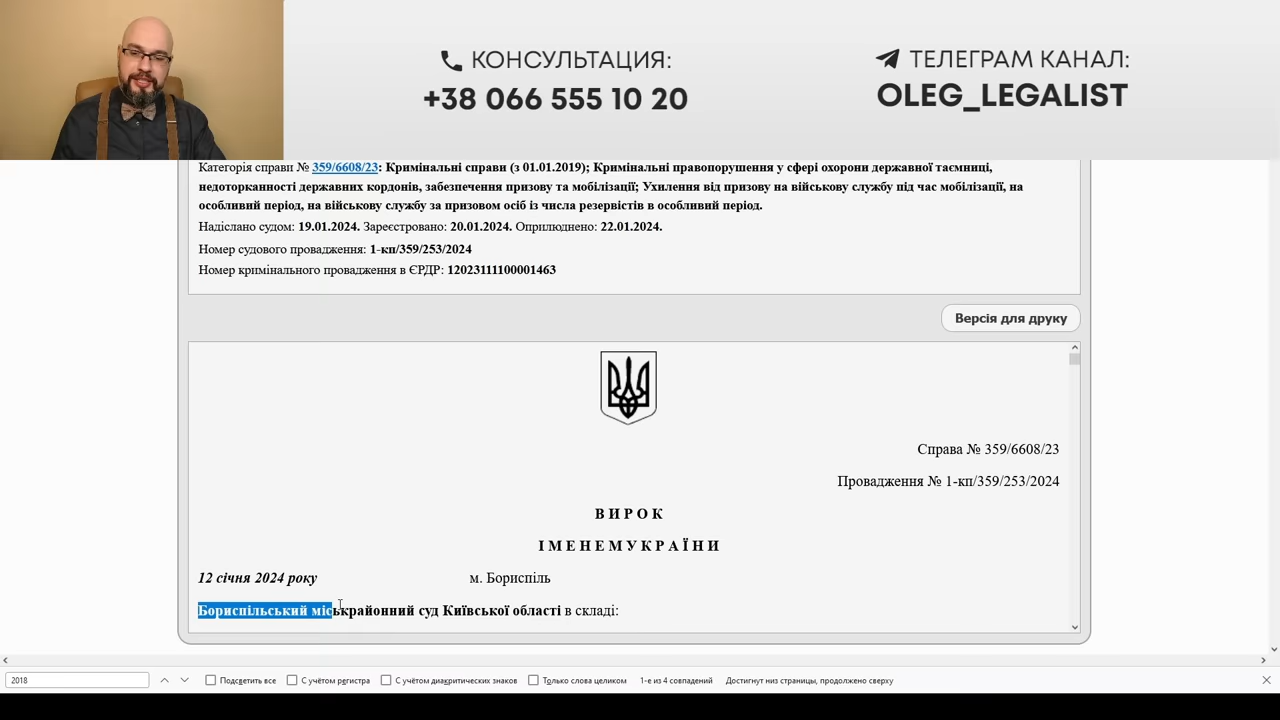 КОНСУЛЬТАЦИЯ:
+38 066 555 10 20
ТЕЛЕГРАМ КАНАЛ:
OLEG_LEGALIST
Категорія справи № 359/6608/23: Кримінальні справи (з 01.01.2019); Кримінальні правопорушення у сфері охорони державної таємниці,
недоторканності державних кордонів, забезпечення призову та мобілізації; Ухилення від призову на військову службу під час мобілізації, на
особливий період, на військову службу за призовом осіб із числа резервістів в особливий період.
Надіслано судом: 19.01.2024. Зареєстровано: 20.01.2024. Оприлюднено: 22.01.2024.
Номер судового провадження: 1-кп/359/253/2024
Номер кримінального провадження в ЄРДР: 12023111100001463
Версія для друку
Справа № 359/6608/23
Провадження № 1-кп/359/253/2024
В И Р О К
І М Е Н Е М У К Р А Ї Н И
12 січня 2024 року м. Бориспіль
Бориспільський міськрайонний суд Київської області в складі:
2018 Подсветить все С учётом регистра С учётом диакритических знаков Только слова целиком 1-е из 4 совпадений Достигнут низ страницы, продолжено сверху